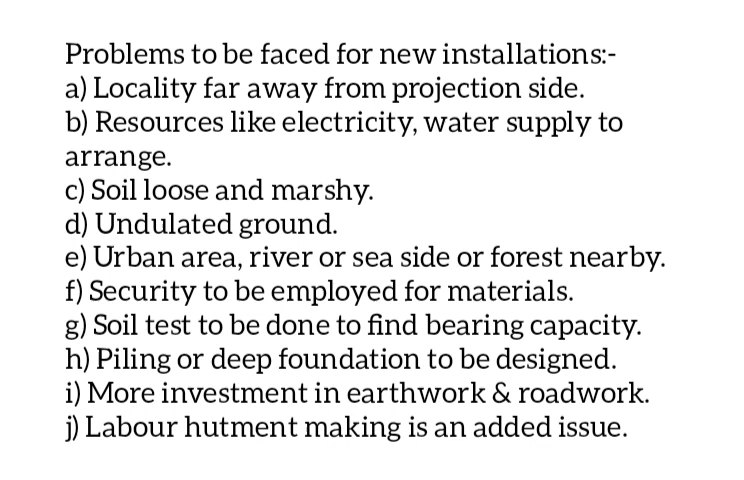 Problems to be faced for new installations:-
a) Locality far away from projection side.
b) Resources like electricity, water supply to
arrange.
c) Soil loose and marshy.
d) Undulated ground.
e) Urban area, river or sea side or forest nearby.
f) Security to be employed for materials.
g) Soil test to be done to find bearing capacity.
h) Piling or deep foundation to be designed.
i) More investment in earthwork & roadwork.
j) Labour hutment making is an added issue.